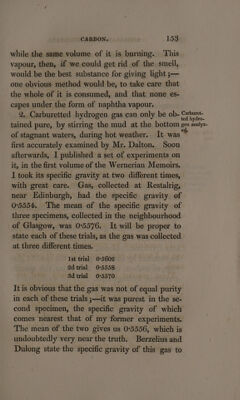 CARBON. 153
while the same volume of it is burning. This
vapour, then, if we could get rid of the smell,
would be the best substance for giving light ;—
one obvious method would be, to take care that
the whole of it is consumed, and that none es-
capes under form of naphtha vapour.
2. Carburetted hydrogen gas can only be ob-
tained pure, by stirring the mud at the bottom
of stagnant waters, during hot weather. It was
Carburet-
ted hydro-
gen analys-
ed.
first accurately examined by Mr. Dalton. Soon
afterwards, I published a set of experiments on
it, in the first volume of the Wernerian Memoirs.
I took its specific gravity at two different times,
with great care. Gas, collected at Restalrig,
near Edinburgh, had the specific gravity of
0·5554. The mean of the specific gravity of
three specimens, collected in the neighbourhood
of Glasgow, was 0·5576. It will be proper to
state each of these trials, as the gas was collected
at three different times.
1st trial 0·5602
2d trial 0·5558
3d trial 0·5570
It is obvious that the gas was not of equal purity
in each of these trials ;—it was purest in the se-
cond specimen, the specific gravity of which
comes nearest that of my former experiments.
The mean of the two gives us 0·5556, which is
undoubtedly very near the truth. Berzelius and
Dulong state the specific gravity of this gas to